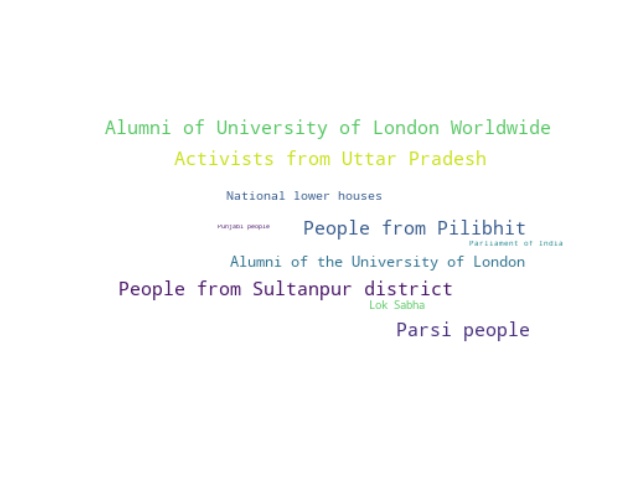 Alumni of University of London Worldwide
Activists from Uttar Pradesh
National lower houses
Punjabi people
People from Pilibhit
Parliament of India
Alumni of the University of London
People from Sultanpur district
Lok Sabha
Parsi people